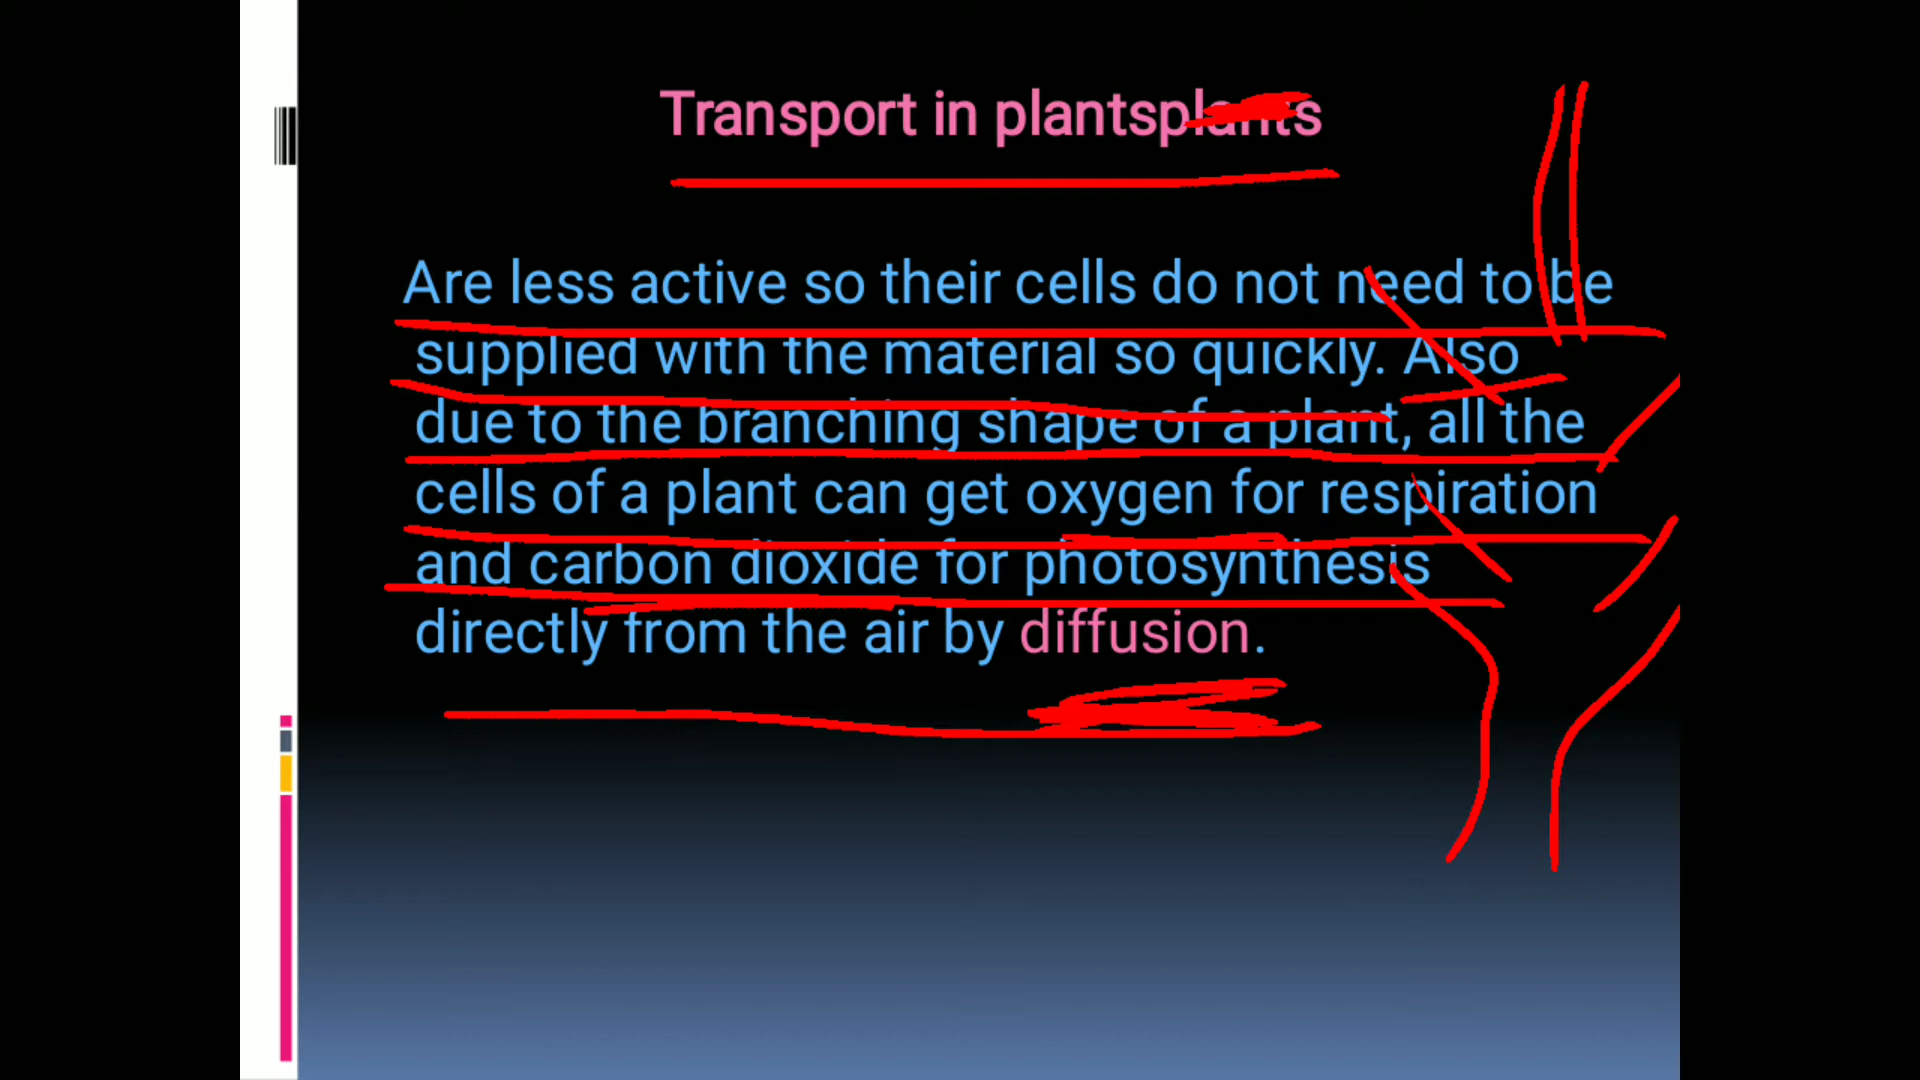 Transport in plantsplants
Are less active so their cells do not need to be
supplied with the material so quickly. Also
due to the branching shape of a plant, all the
cells of a plant can get oxygen for respiration
and carbon dioxide for photosynthesis
directly from the air by diffusion.